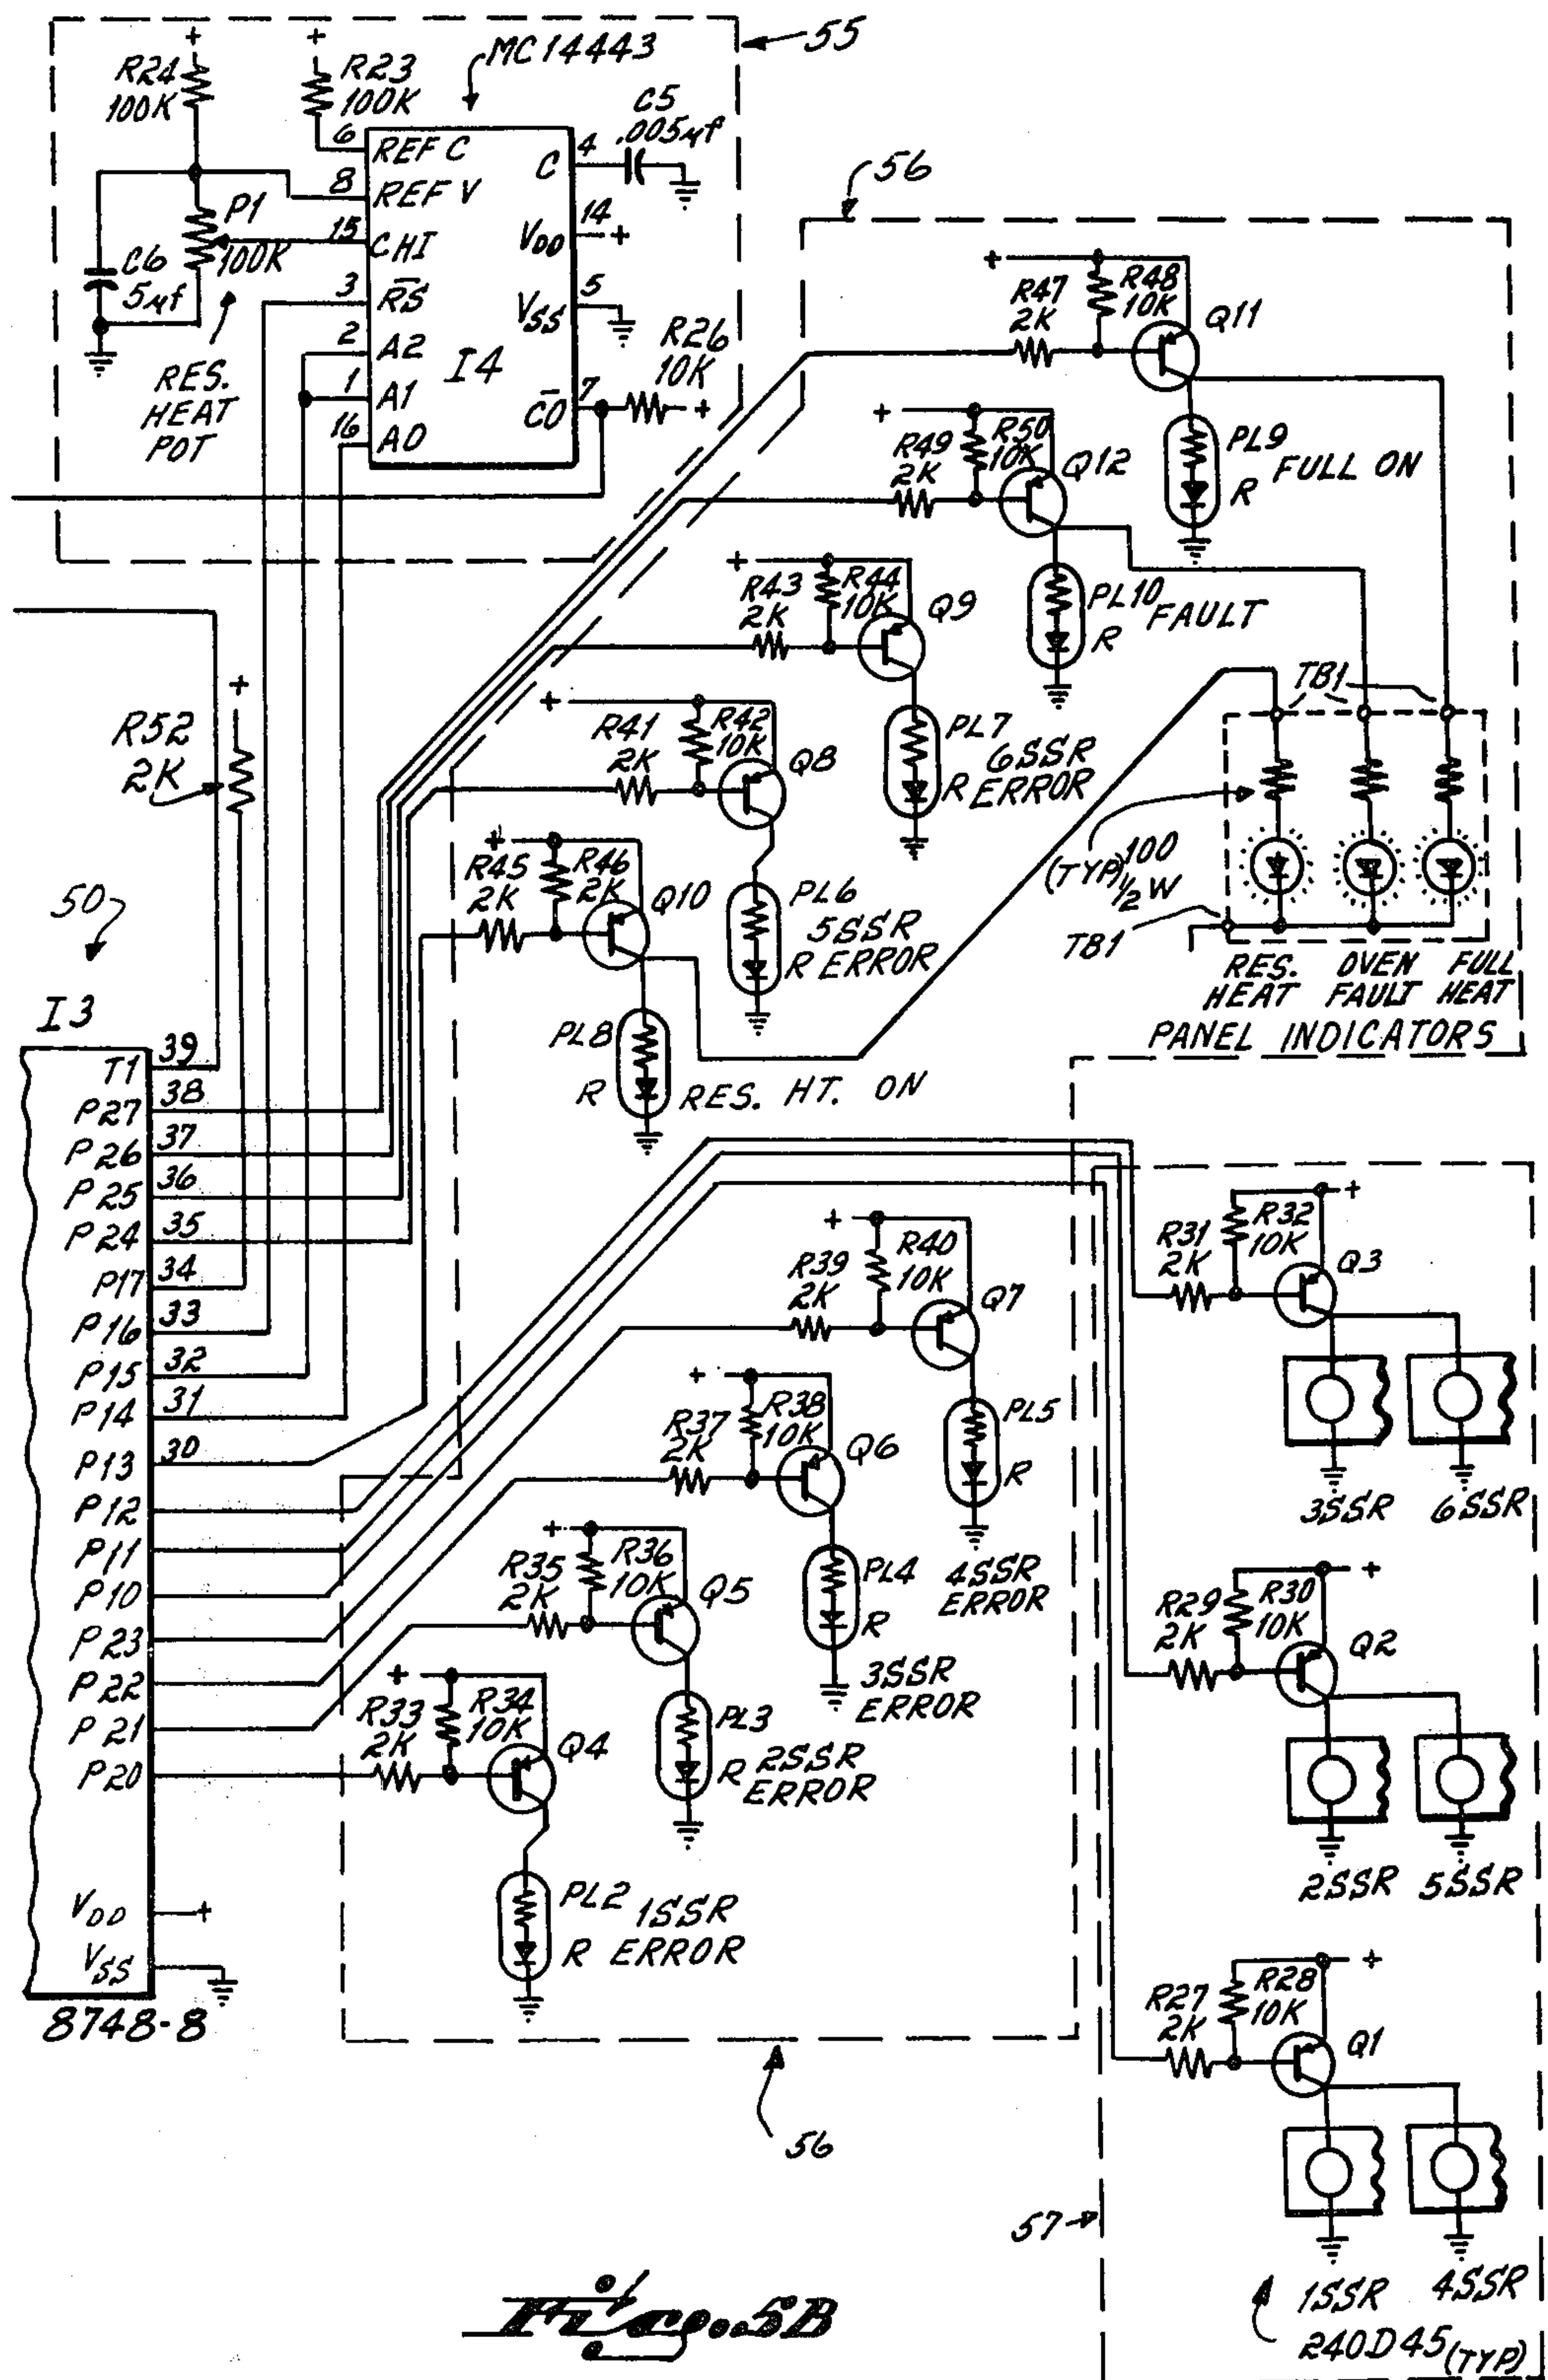 55
MC14443
+
+
R24
100K
R23
100K
C5
.005µf
6
REF C
8
REF V
15
CHI
3
R̅S̅
2
A2
1
A1
16
A0
4
C
14
VDD
+
5
VSS
7
C̅O̅
I4
R26
10K
+
P1
100K
C6
5µf
RES.
HEAT
POT
56
+
R47
2K
R48
10K
Q11
PL9
FULL ON
R
+
R49
2K
R50
10K
Q12
PL10
FAULT
R
+
R43
2K
R44
10K
Q9
PL7
6SSR
R ERROR
+
R41
2K
R42
10K
Q8
PL6
5SSR
R ERROR
+
R45
2K
R46
2K
Q10
PL8
R
RES. HT. ON
TB1
(TYP) 100
1/2 W
TB1
RES.
HEAT
OVEN
FAULT
FULL
HEAT
PANEL INDICATORS
+
R52
2K
50
I3
T1
39
P27
38
P26
37
P25
36
P24
35
P17
34
P16
33
P15
32
P14
31
P13
30
P12
P11
P10
P23
P22
P21
P20
VDD
+
VSS
8748-8
+
R39
2K
R40
10K
Q7
PL5
R
4SSR
ERROR
+
R37
2K
R38
10K
Q6
PL4
R
3SSR
ERROR
+
R35
2K
R36
10K
Q5
PL3
R 2SSR
ERROR
+
R33
2K
R34
10K
Q4
PL2
1SSR
R ERROR
56
+
R31
2K
R32
10K
Q3
3SSR
6SSR
+
R29
2K
R30
10K
Q2
2SSR
5SSR
+
R27
2K
R28
10K
Q1
57
1SSR
4SSR
240D45 (TYP)
Fig. 5B